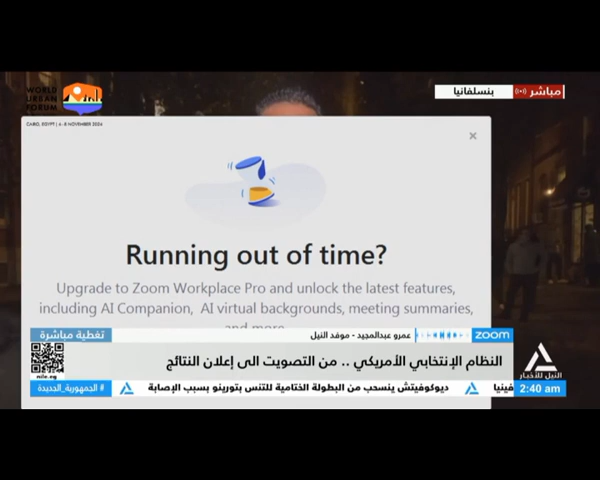 WORLD
URBAN
FORUM
CAIRO, EGYPT | 4-8 NOVEMBER 2024
بنسلفانيا
مباشر
×
Running out of time?
Upgrade to Zoom Workplace Pro and unlock the latest features,
including AI Companion, AI virtual backgrounds, meeting summaries,
and more
تغطية مباشرة
عمرو عبدالمجيد - موفد النيل
zoom
النظام الإنتخابي الأمريكي .. من التصويت الى إعلان النتائج
nile.eg
النيل للأخبار
# الجمهورية_الجديدة
ديوكوفيتش ينسحب من البطولة الختامية للتنس بتورينو بسبب الإصابة
فينيا
2:40 am